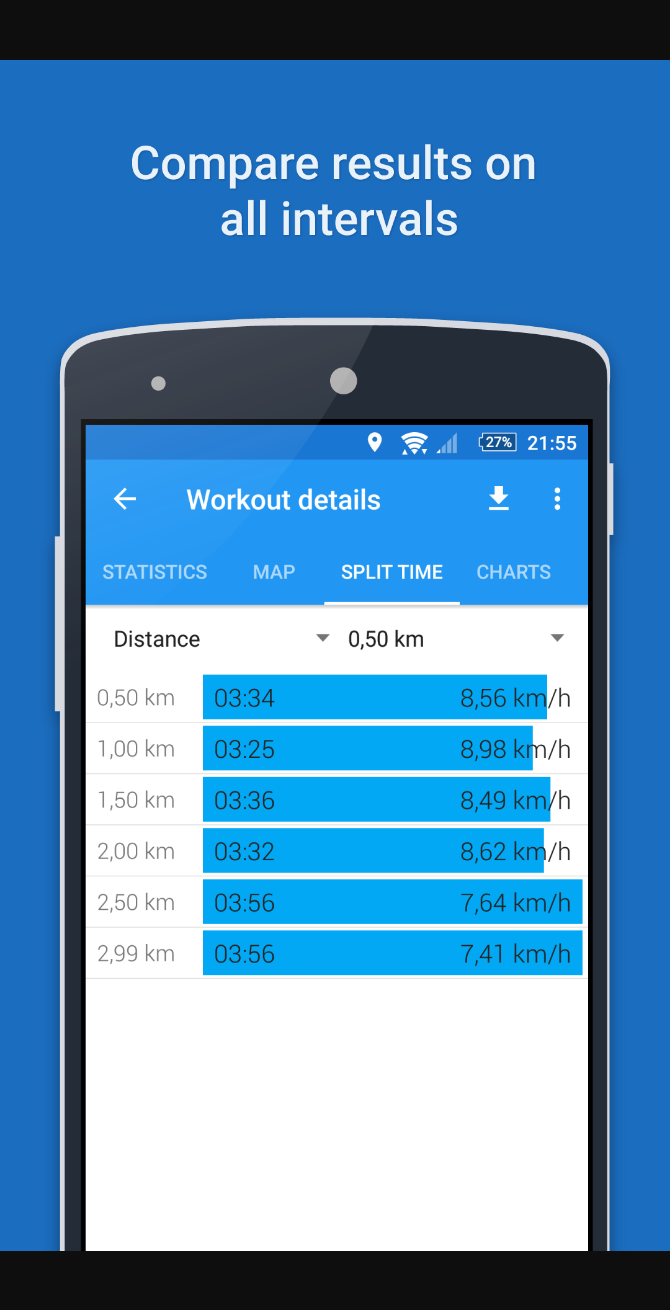 Compare results on
all intervals
27% 21:55
Workout details
STATISTICS MAP SPLIT TIME CHARTS
Distance 0,50 km
0,50 km 03:34 8,56 km/h
1,00 km 03:25 8,98 km/h
1,50 km 03:36 8,49 km/h
2,00 km 03:32 8,62 km/h
2,50 km 03:56 7,64 km/h
2,99 km 03:56 7,41 km/h